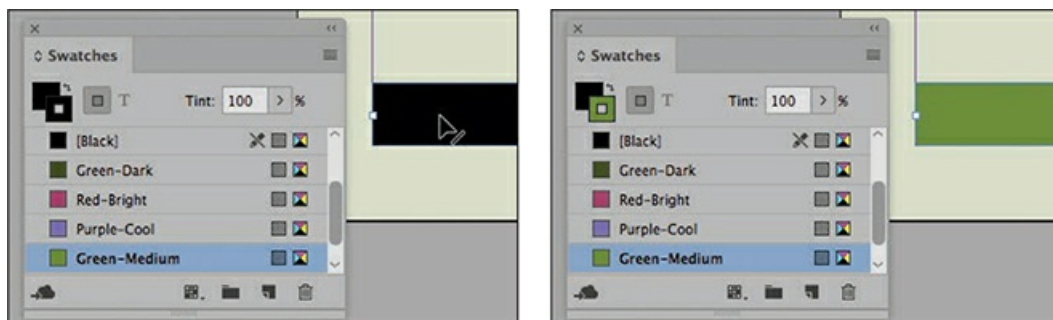 Swatches
T Tint: 100 %
[Black]
Green-Dark
Red-Bright
Purple-Cool
Green-Medium
Swatches
T Tint: 100 %
[Black]
Green-Dark
Red-Bright
Purple-Cool
Green-Medium